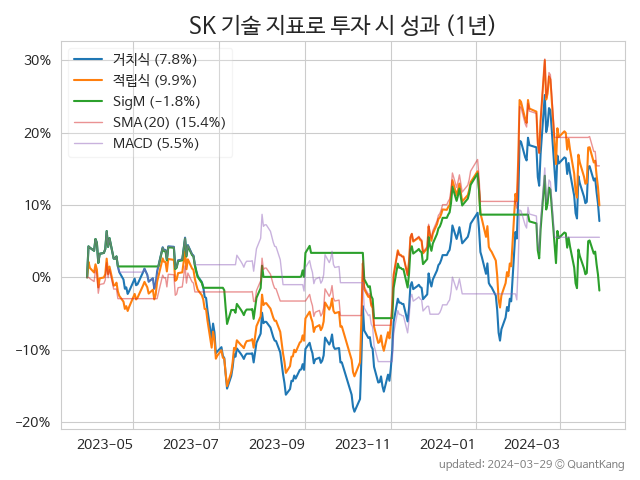 SK 기술 지표로 투자 시 성과 (1년)
거치식 (7.8%)
적립식 (9.9%)
SigM (−1.8%)
SMA(20) (15.4%)
MACD (5.5%)
30%
20%
10%
0%
−10%
−20%
2023-05
2023-07
2023-09
2023-11
2024-01
2024-03
updated: 2024-03-29 © QuantKang